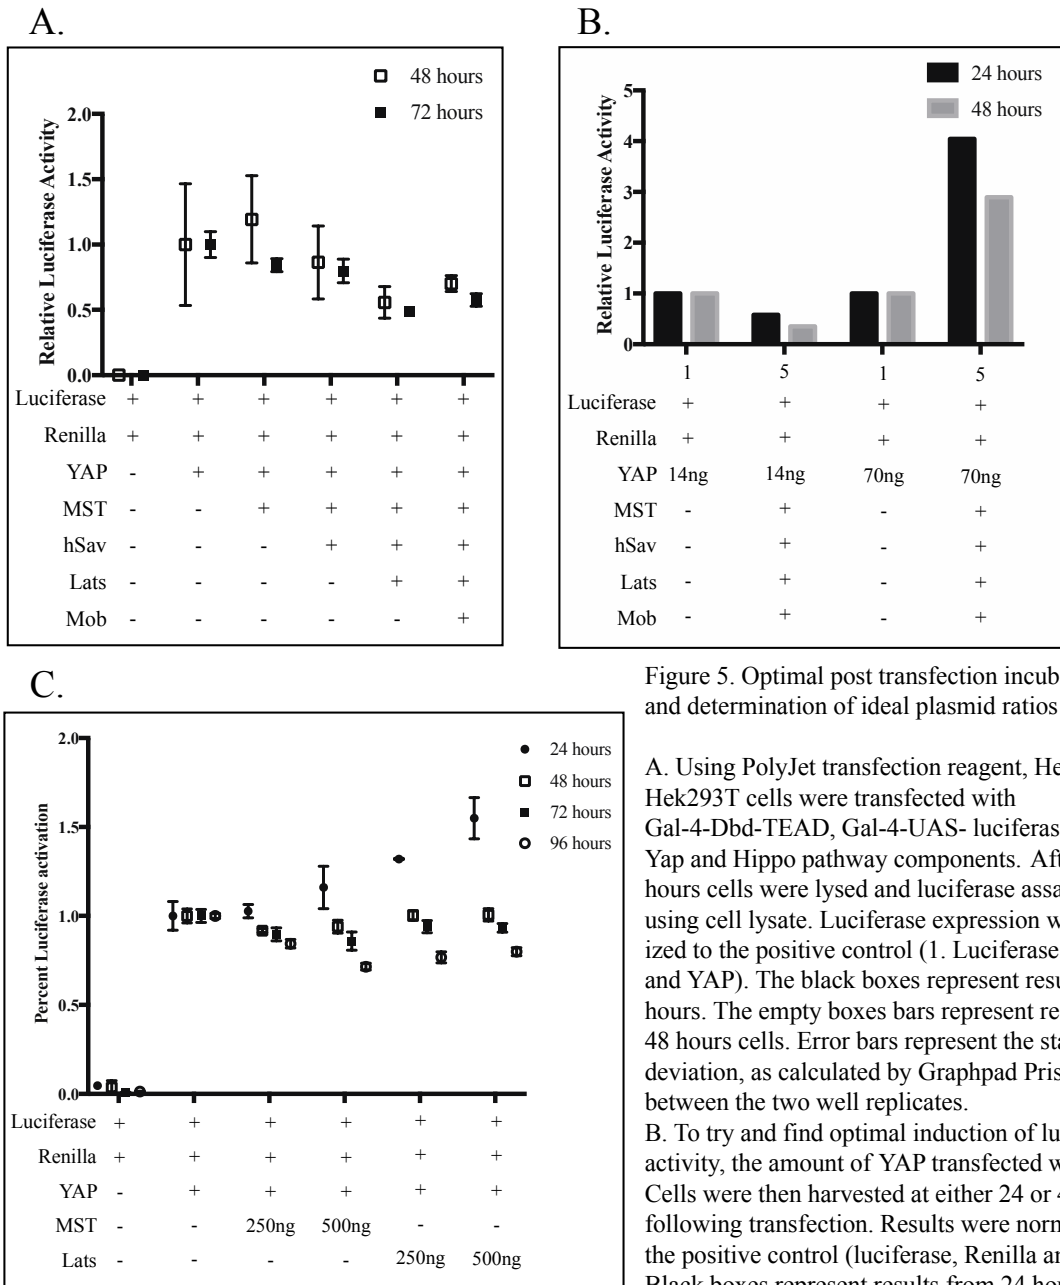 A.
48 hours
72 hours
2.0
1.5
1.0
0.5
0.0
Relative Luciferase Activity
Luciferase + + + + + +
Renilla + + + + + +
YAP - + + + + +
MST - - + + + +
hSav - - - + + +
Lats - - - - + +
Mob - - - - - +
B.
24 hours
48 hours
5
4
3
2
1
0
Relative Luciferase Activity
1 5 1 5
Luciferase + + + +
Renilla + + + +
YAP 14ng 14ng 70ng 70ng
MST - + - +
hSav - + - +
Lats - + - +
Mob - + - +
C.
24 hours
48 hours
72 hours
96 hours
2.0
1.5
1.0
0.5
0.0
Percent Luciferase activation
Luciferase + + + + + +
Renilla + + + + + +
YAP - + + + + +
MST - - 250ng 500ng - -
Lats - - - - 250ng 500ng
Figure 5. Optimal post transfection incub
and determination of ideal plasmid ratios
A. Using PolyJet transfection reagent, He
Hek293T cells were transfected with
Gal-4-Dbd-TEAD, Gal-4-UAS- luciferas
Yap and Hippo pathway components. Aft
hours cells were lysed and luciferase assa
using cell lysate. Luciferase expression w
ized to the positive control (1. Luciferase
and YAP). The black boxes represent resu
hours. The empty boxes bars represent re
48 hours cells. Error bars represent the sta
deviation, as calculated by Graphpad Pris
between the two well replicates.
B. To try and find optimal induction of lu
activity, the amount of YAP transfected w
Cells were then harvested at either 24 or 4
following transfection. Results were norm
the positive control (luciferase, Renilla an
Black boxes represent results from 24 hou